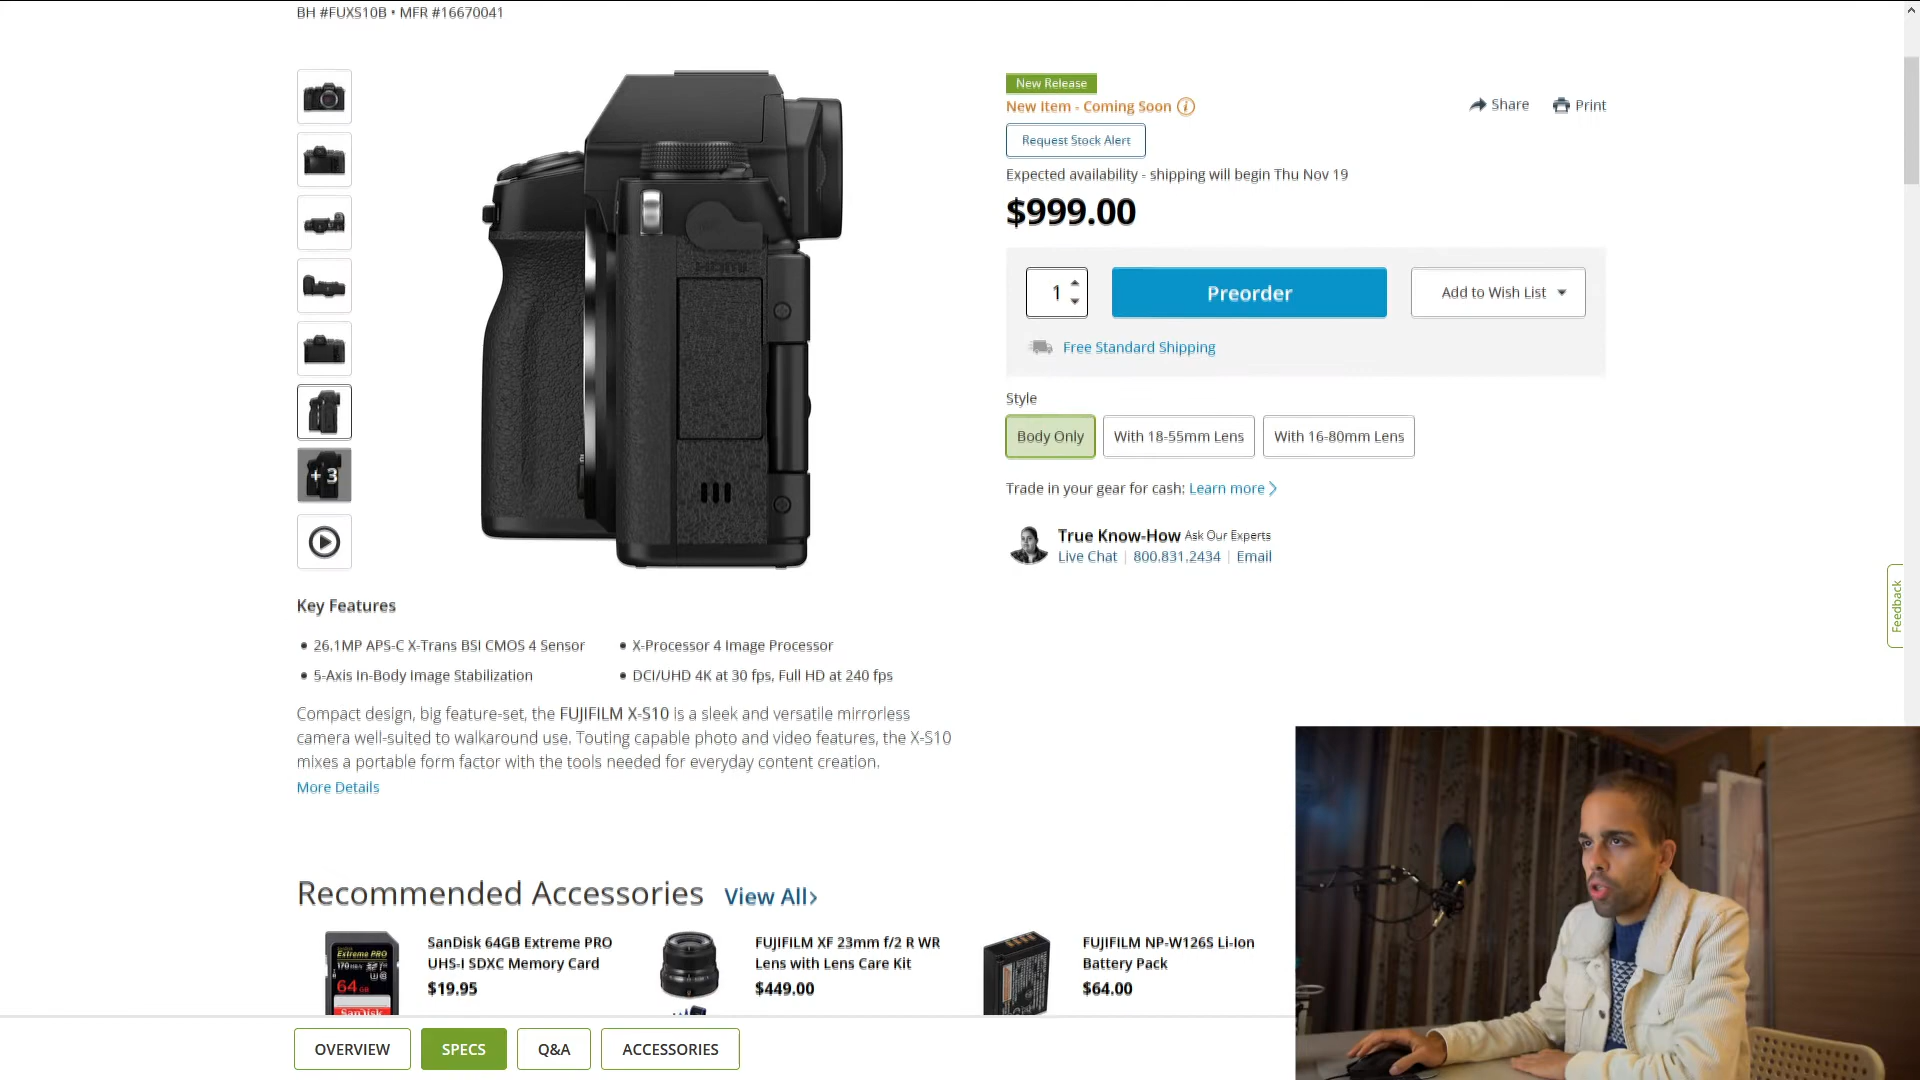 BH #FUXS10B • MFR #16670041
New Release
New Item - Coming Soon
Share
Print
Request Stock Alert
Expected availability - shipping will begin Thu Nov 19
$999.00
1
Preorder
Add to Wish List
Free Standard Shipping
Style
Body Only
With 18-55mm Lens
With 16-80mm Lens
Trade in your gear for cash: Learn more
True Know-How Ask Our Experts
Live Chat | 800.831.2434 | Email
+ 3
HDMI
Feedback
Key Features
• 26.1MP APS-C X-Trans BSI CMOS 4 Sensor
• X-Processor 4 Image Processor
• 5-Axis In-Body Image Stabilization
• DCI/UHD 4K at 30 fps, Full HD at 240 fps
Compact design, big feature-set, the FUJIFILM X-S10 is a sleek and versatile mirrorless
camera well-suited to walkaround use. Touting capable photo and video features, the X-S10
mixes a portable form factor with the tools needed for everyday content creation.
More Details
Recommended Accessories
View All
SanDisk
Extreme PRO
170 MB/s
64 GB
SanDisk
SanDisk 64GB Extreme PRO
UHS-I SDXC Memory Card
$19.95
FUJIFILM XF 23mm f/2 R WR
Lens with Lens Care Kit
$449.00
FUJIFILM NP-W126S Li-Ion
Battery Pack
$64.00
OVERVIEW
SPECS
Q&A
ACCESSORIES